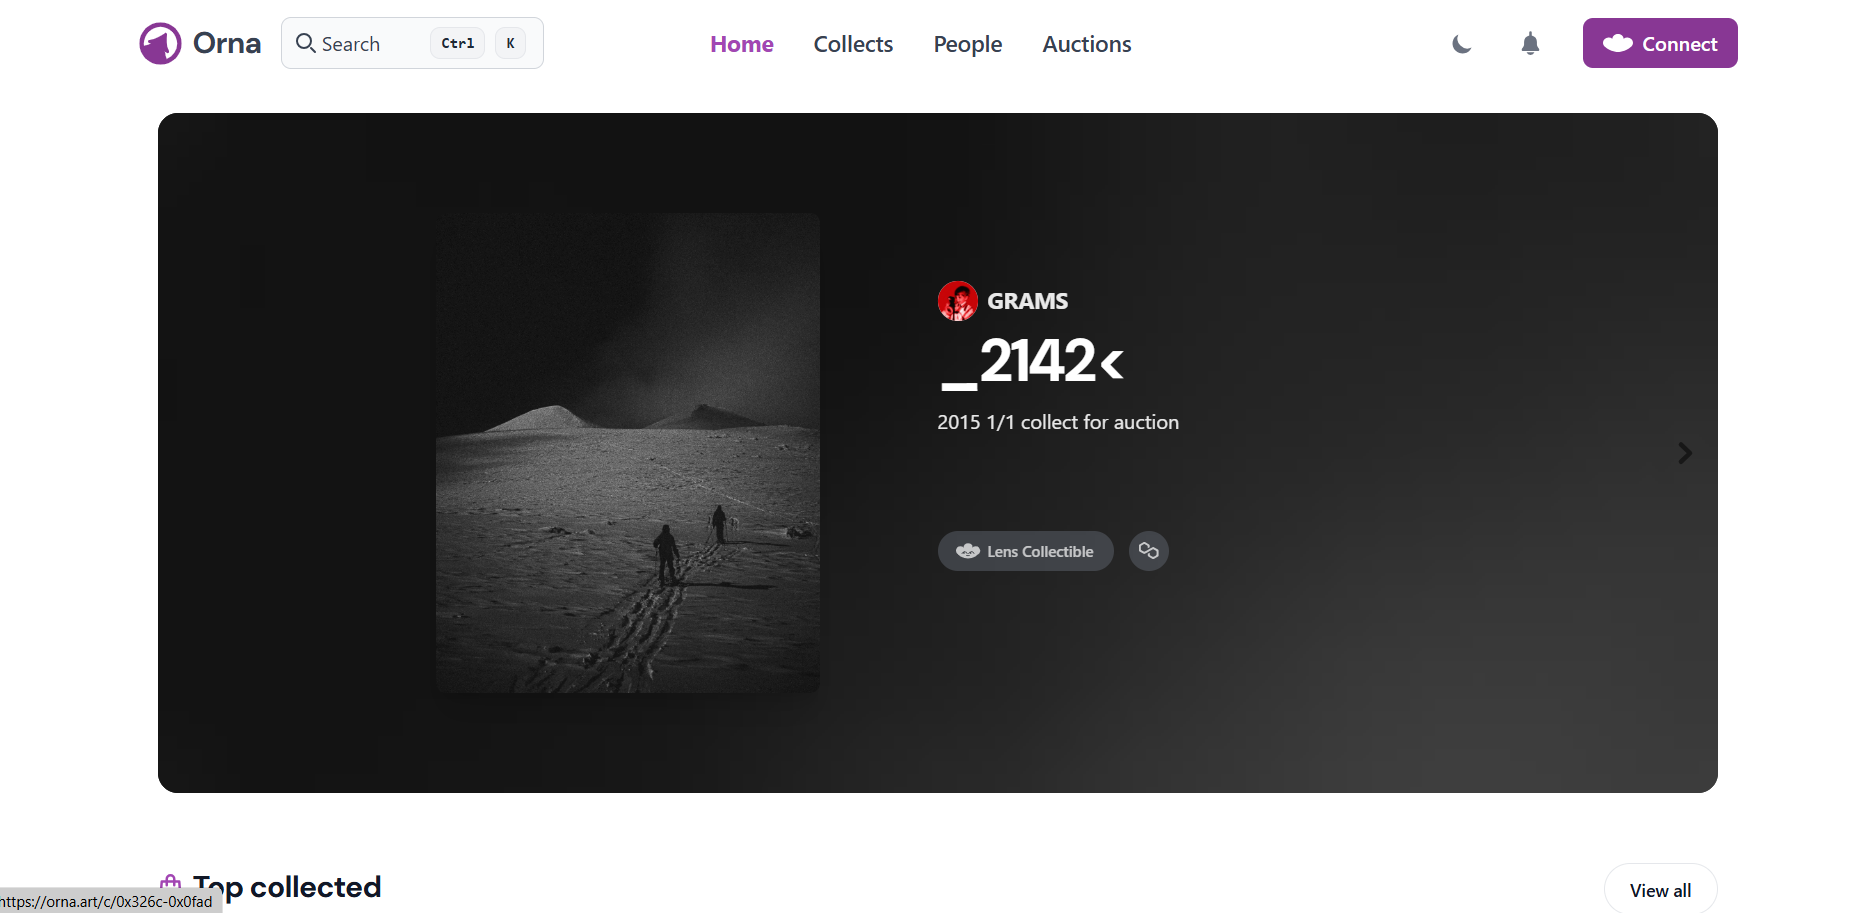 Orna
Search Ctrl K
Home Collects People Auctions
Connect
GRAMS
_2142<
2015 1/1 collect for auction
Lens Collectible
Top collected
View all
https://orna.art/c/0x326c-0x0fad